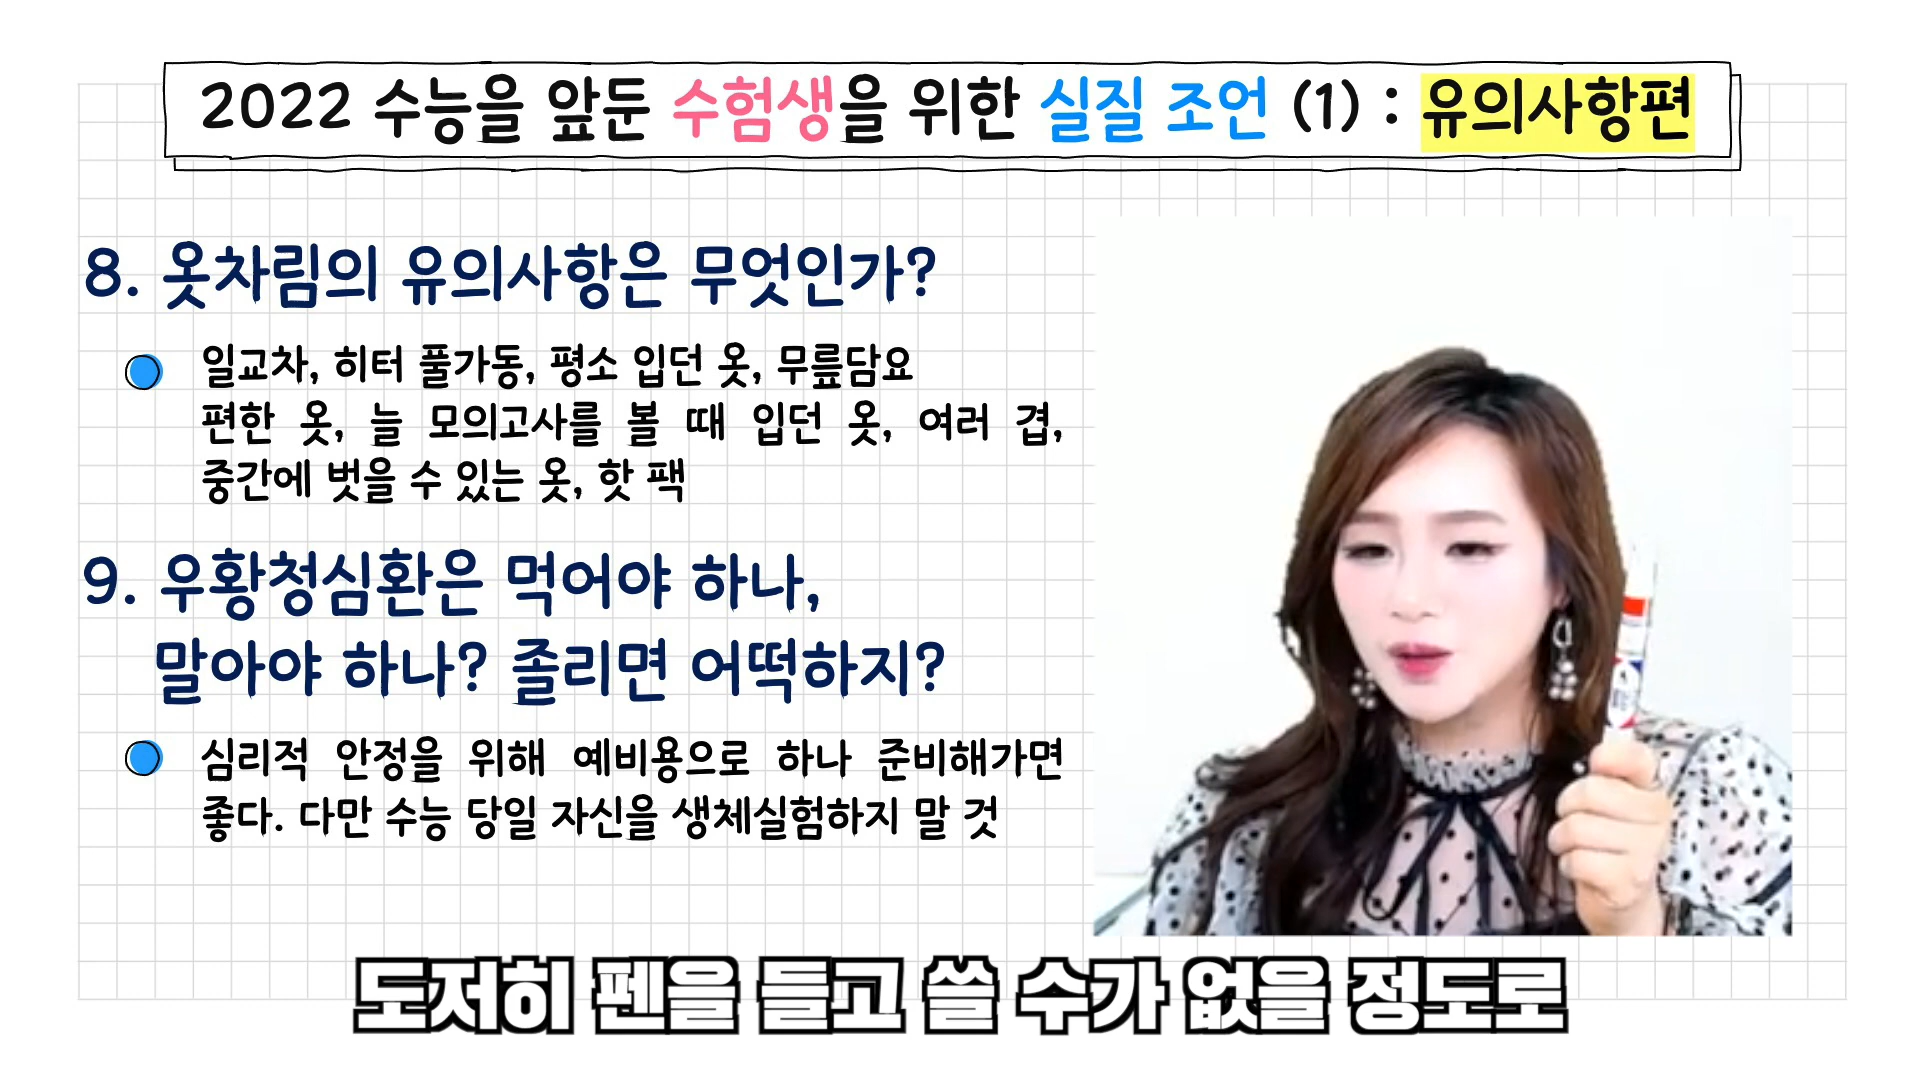 2022 수능을 앞둔 수험생을 위한 실질 조언 (1) : 유의사항편
8. 옷차림의 유의사항은 무엇인가?
일교차, 히터 풀가동, 평소 입던 옷, 무릎담요
편한 옷, 늘 모의고사를 볼 때 입던 옷, 여러 겹,
중간에 벗을 수 있는 옷, 핫 팩
9. 우황청심환은 먹어야 하나,
말아야 하나? 졸리면 어떡하지?
심리적 안정을 위해 예비용으로 하나 준비해가면
좋다. 다만 수능 당일 자신을 생체실험하지 말 것
도저히 펜을 들고 쓸 수가 없을 정도로